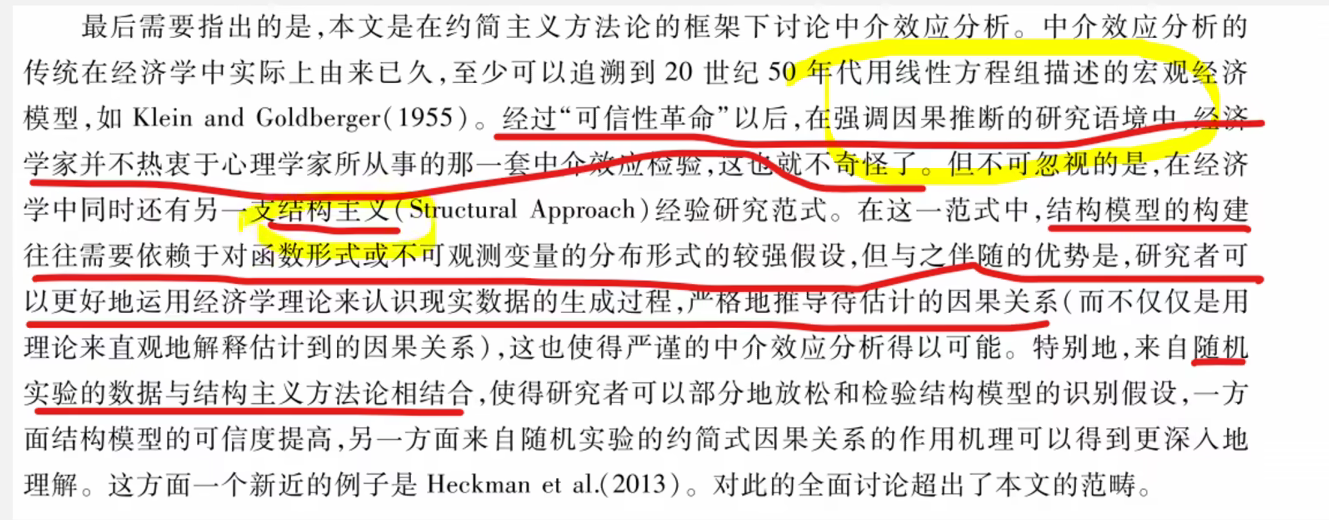 最后需要指出的是,本文是在约简主义方法论的框架下讨论中介效应分析。中介效应分析的
传统在经济学中实际上由来已久,至少可以追溯到 20 世纪 50 年代用线性方程组描述的宏观经济
模型,如 Klein and Goldberger(1955)。经过“可信性革命”以后,在强调因果推断的研究语境中,经济
学家并不热衷于心理学家所从事的那一套中介效应检验,这也就不奇怪了。但不可忽视的是,在经济
学中同时还有另一支结构主义(Structural Approach)经验研究范式。在这一范式中,结构模型的构建
往往需要依赖于对函数形式或不可观测变量的分布形式的较强假设,但与之伴随的优势是,研究者可
以更好地运用经济学理论来认识现实数据的生成过程,严格地推导待估计的因果关系(而不仅仅是用
理论来直观地解释估计到的因果关系),这也使得严谨的中介效应分析得以可能。特别地,来自随机
实验的数据与结构主义方法论相结合,使得研究者可以部分地放松和检验结构模型的识别假设,一方
面结构模型的可信度提高,另一方面来自随机实验的约简式因果关系的作用机理可以得到更深入地
理解。这方面一个新近的例子是 Heckman et al.(2013)。对此的全面讨论超出了本文的范畴。